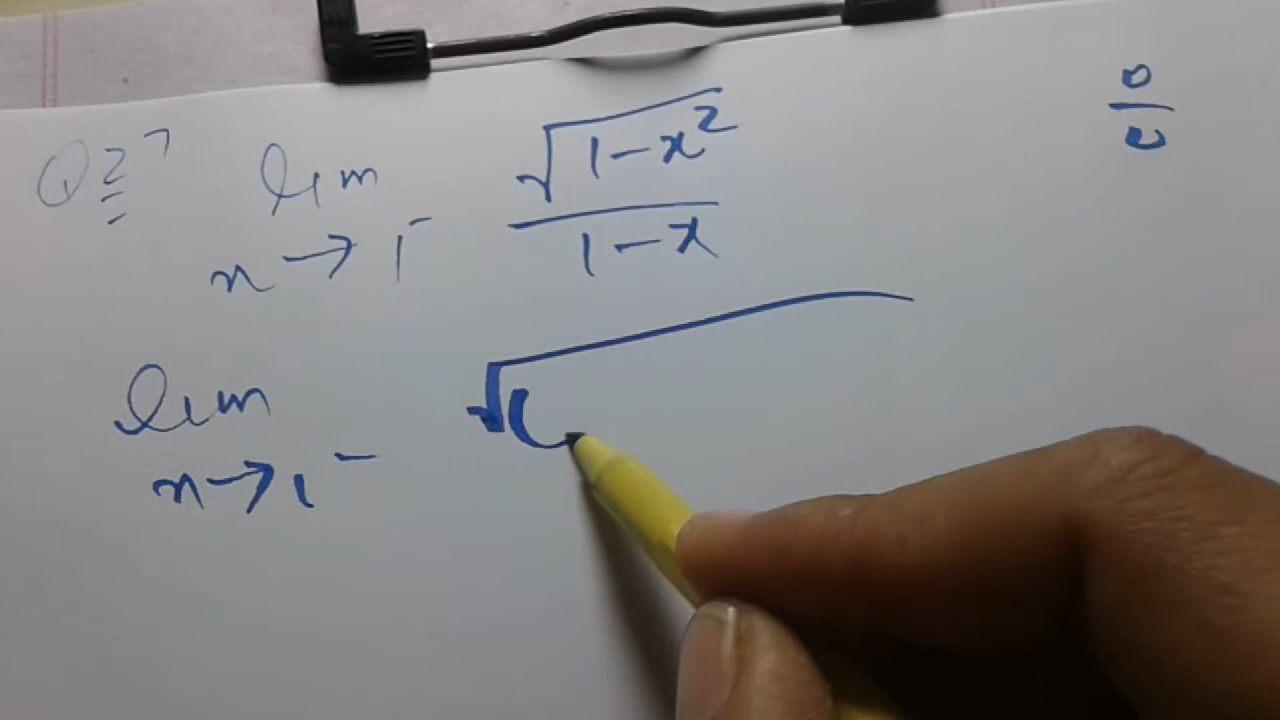 Q27 lim x→1⁻ √(1-x²)/(1-x) 0/0
lim x→1⁻ √(